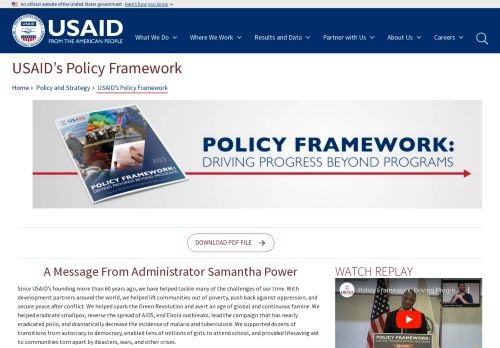 An official website of the United States government Here's how you know
USAID
FROM THE AMERICAN PEOPLE
What We Do
Where We Work
Results and Data
Partner with Us
About Us
Careers
USAID's Policy Framework
Home › Policy and Strategy › USAID's Policy Framework
USAID
2023
POLICY FRAMEWORK:
POLICY FRAMEWORK:
DRIVING PROGRESS BEYOND PROGRAMS
DOWNLOAD PDF FILE →
A Message From Administrator Samantha Power
Since USAID's founding more than 60 years ago, we have helped tackle many of the challenges of our time. With
development partners around the world, we helped lift communities out of poverty, push back against oppression, and
secure peace after conflict. We helped spark the Green Revolution and avert an age of global and continuous famine. We
helped eradicate smallpox, reverse the spread of AIDS, end Ebola outbreaks, lead the campaign that has nearly
eradicated polio, and dramatically decrease the incidence of malaria and tuberculosis. We supported dozens of
transitions from autocracy to democracy, enabled tens of millions of girls to attend school, and provided lifesaving aid
to communities torn apart by disasters, wars, and other crises.
WATCH REPLAY
Policy Framework: Driving Progre...
POLICY FRAMEWORK: